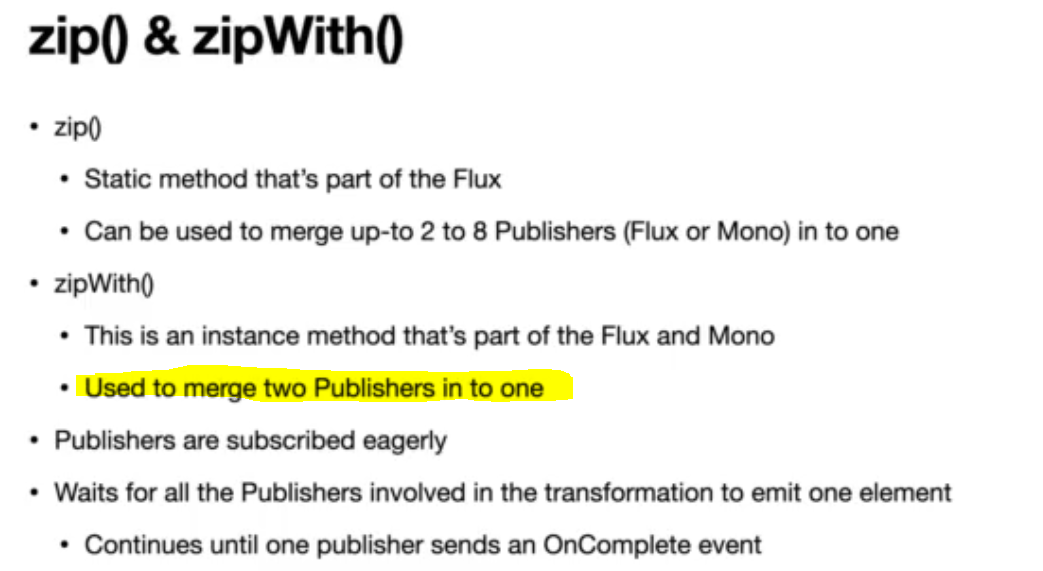 zip() & zipWith()
• zip()
• Static method that's part of the Flux
• Can be used to merge up-to 2 to 8 Publishers (Flux or Mono) in to one
• zipWith()
• This is an instance method that's part of the Flux and Mono
• Used to merge two Publishers in to one
• Publishers are subscribed eagerly
• Waits for all the Publishers involved in the transformation to emit one element
• Continues until one publisher sends an OnComplete event